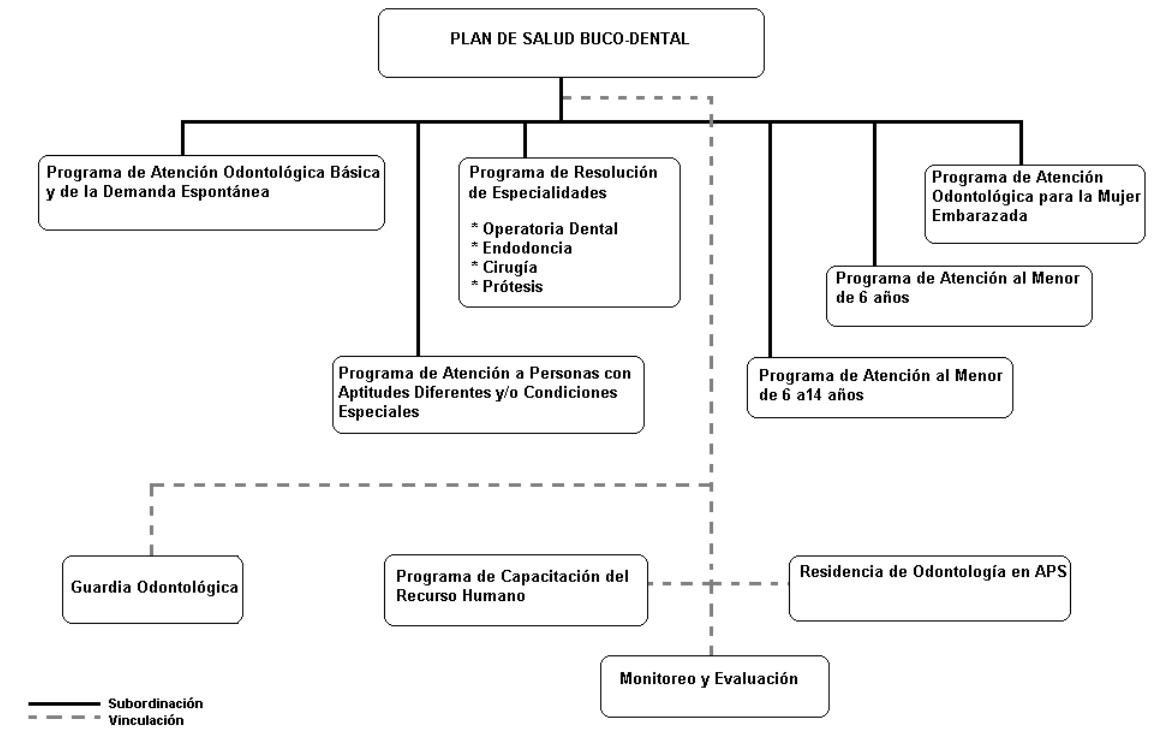 PLAN DE SALUD BUCO-DENTAL
Programa de Atención Odontológica Básica
y de la Demanda Espontánea
Programa de Resolución
de Especialidades
* Operatoria Dental
* Endodoncia
* Cirugía
* Prótesis
Programa de Atención
Odontológica para la Mujer
Embarazada
Programa de Atención al Menor
de 6 años
Programa de Atención a Personas con
Aptitudes Diferentes y/o Condiciones
Especiales
Programa de Atención al Menor
de 6 a14 años
Guardia Odontológica
Programa de Capacitación del
Recurso Humano
Residencia de Odontología en APS
Monitoreo y Evaluación
Subordinación
Vinculación